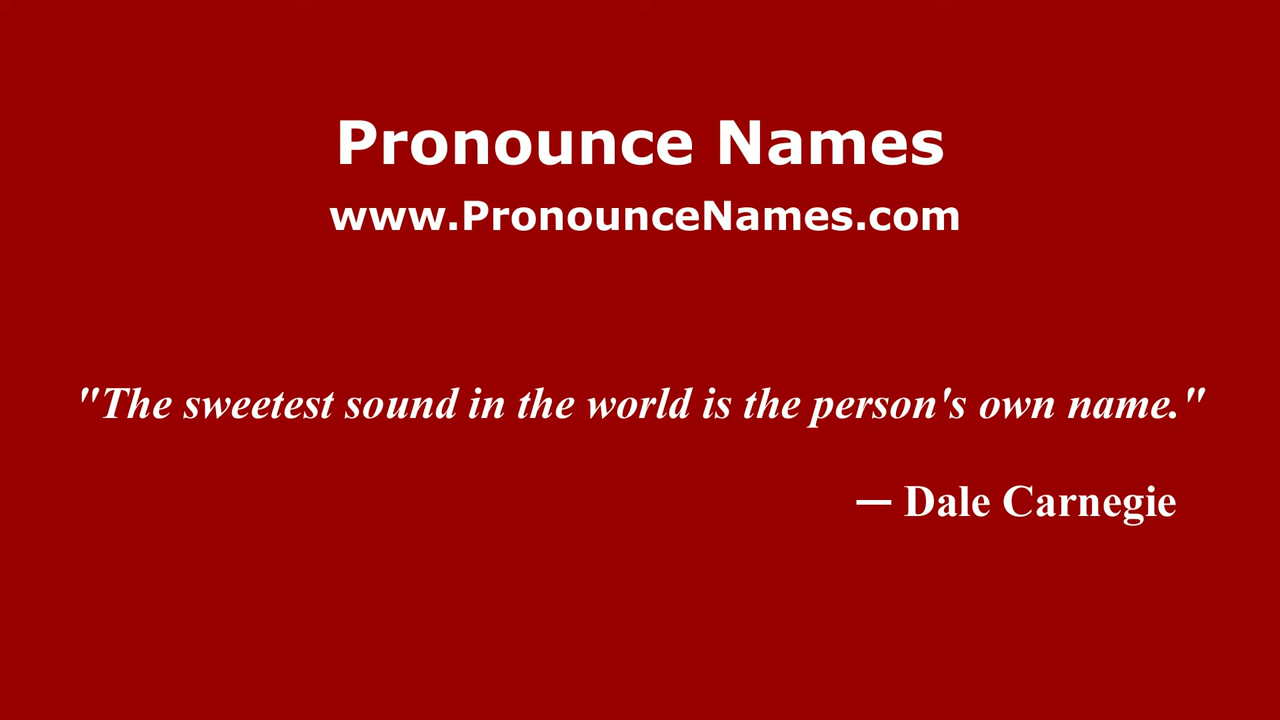 Pronounce Names
www.PronounceNames.com
"The sweetest sound in the world is the person's own name."
— Dale Carnegie